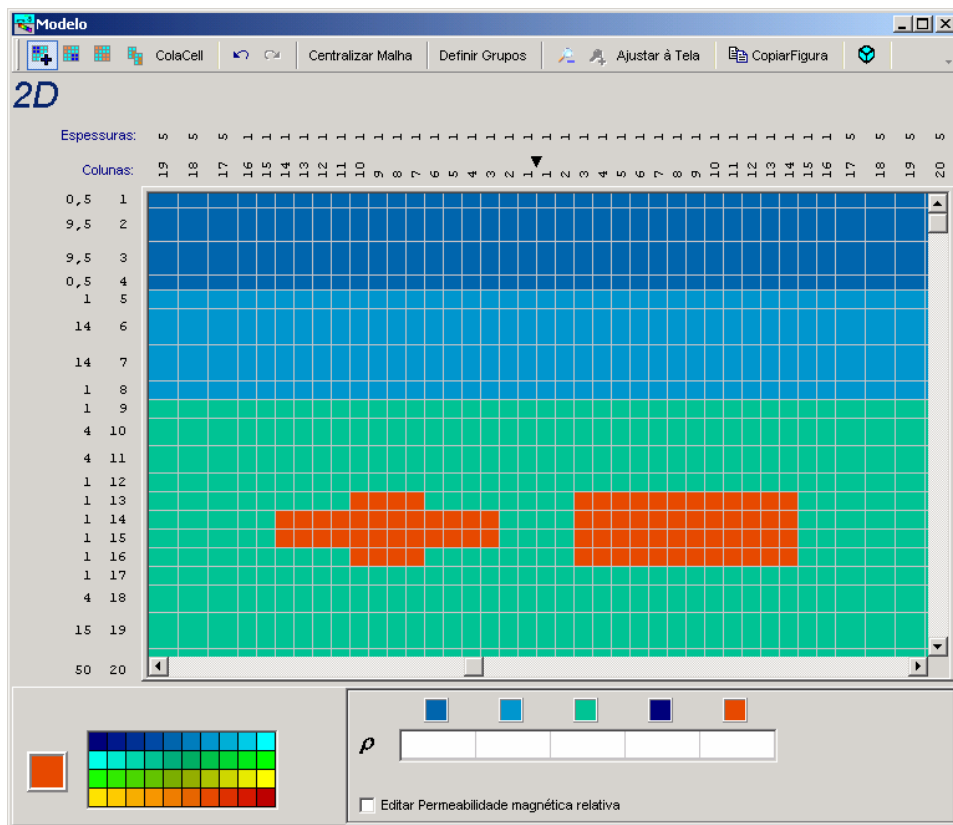 Modelo
ColaCell Centralizar Malha Definir Grupos Ajustar à Tela CopiarFigura
2D
Espessuras: 5 5 5 1 1 1 1 1 1 1 1 1 1 1 1 1 1 1 1 1 1 1 1 1 1 1 1 1 1 1 1 1 1 1 1 5 5 5 5
Colunas: 19 18 17 16 15 14 13 12 11 10 9 8 7 6 5 4 3 2 1 1 2 3 4 5 6 7 8 9 10 11 12 13 14 15 16 17 18 19 20
0,5 1
9,5 2
9,5 3
0,5 4
1 5
14 6
14 7
1 8
1 9
4 10
4 11
1 12
1 13
1 14
1 15
1 16
1 17
4 18
15 19
50 20
ρ
Editar Permeabilidade magnética relativa